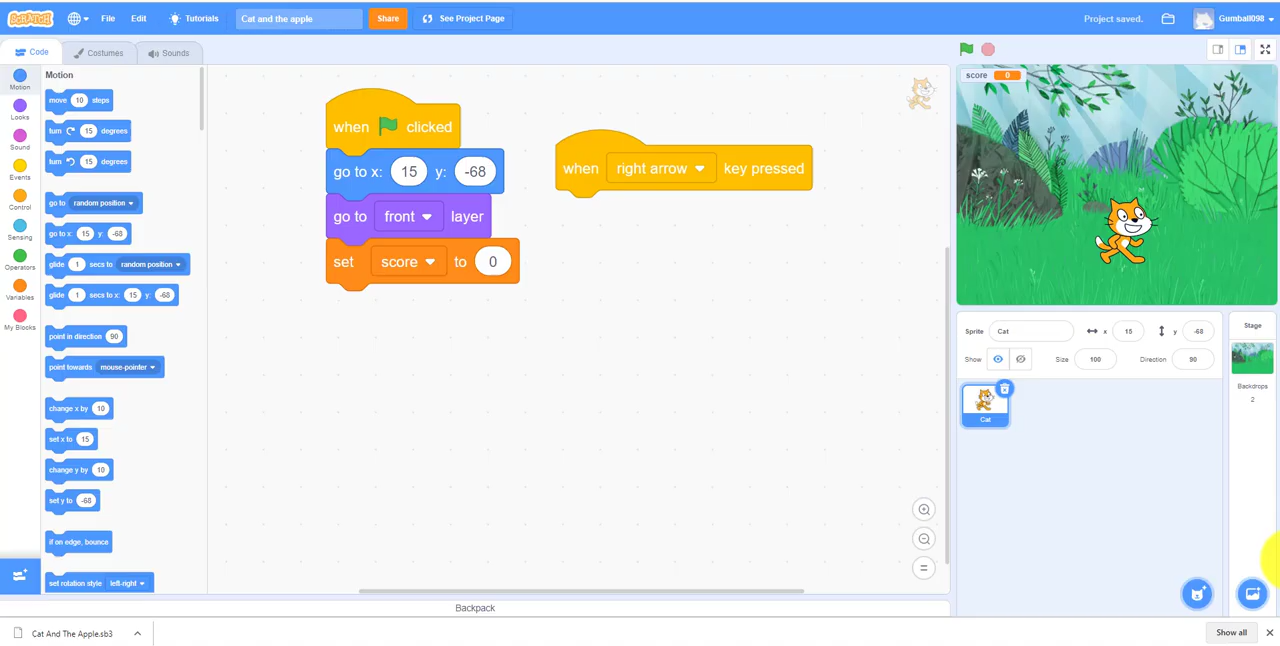 SCRATCH File Edit Tutorials Cat and the apple Share See Project Page Project saved. Gumball098
Code Costumes Sounds
Motion
Looks
Sound
Events
Control
Sensing
Operators
Variables
My Blocks
Motion
move 10 steps
turn 15 degrees
turn 15 degrees
go to random position
go to x: 15 y: -68
glide 1 secs to random position
glide 1 secs to x: 15 y: -68
point in direction 90
point towards mouse-pointer
change x by 10
set x to 15
change y by 10
set y to -68
if on edge, bounce
set rotation style left-right
when clicked
go to x: 15 y: -68
go to front layer
set score to 0
when right arrow key pressed
score 0
Sprite Cat x 15 y -68
Show Size 100 Direction 90
Cat
Stage
Backdrops
2
Backpack
Cat And The Apple.sb3
Show all